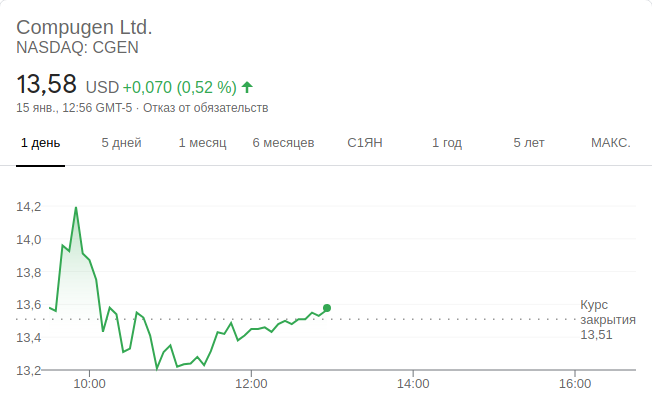 Compugen Ltd.
NASDAQ: CGEN
13,58 USD +0,070 (0,52 %)
15 янв., 12:56 GMT-5 · Отказ от обязательств
1 день 5 дней 1 месяц 6 месяцев С1ЯН 1 год 5 лет МАКС.
14,2
14,0
13,8
13,6
13,4
13,2
Курс
закрытия
13,51
10:00 12:00 14:00 16:00